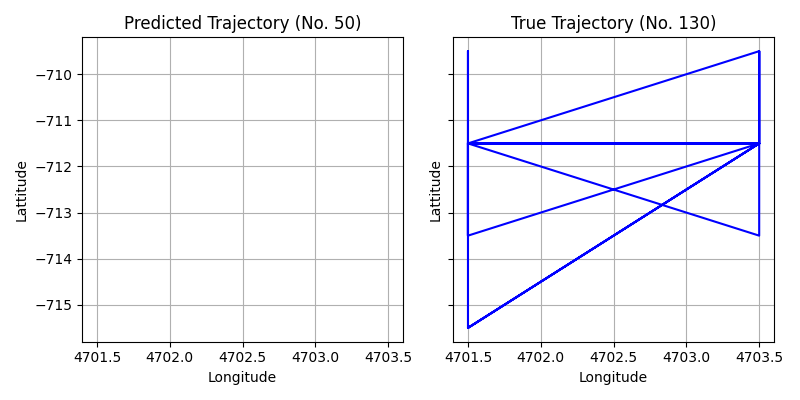 Predicted Trajectory (No. 50)
True Trajectory (No. 130)
−710
−711
−712
−713
−714
−715
Lattitude
Lattitude
4701.5 4702.0 4702.5 4703.0 4703.5
4701.5 4702.0 4702.5 4703.0 4703.5
Longitude
Longitude